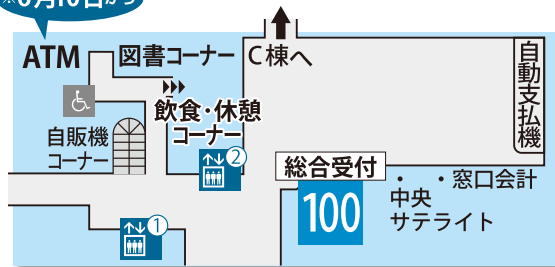 ※6月10日から
ATM
図書コーナー
C棟へ
飲食・休憩
コーナー
自動支払機
自販機
コーナー
②
総合受付
100
・ ・窓口会計
中央
サテライト
①